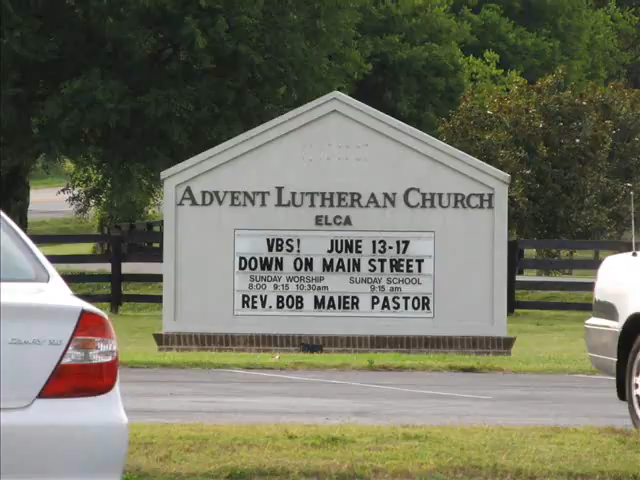 ADVENT LUTHERAN CHURCH
ELCA
VBS! JUNE 13-17
DOWN ON MAIN STREET
SUNDAY WORSHIP SUNDAY SCHOOL
8:00 9:15 10:30am 9:15 am
REV. BOB MAIER PASTOR